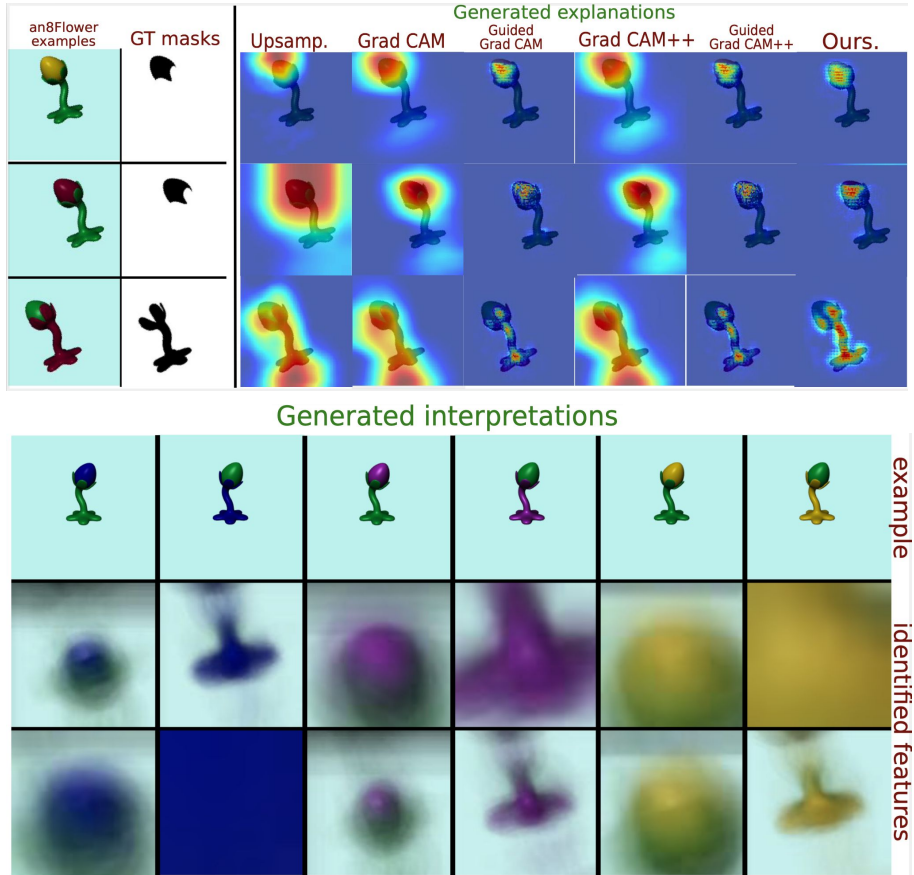 Generated explanations
an8Flower
examples
GT masks
Upsamp.
Grad CAM
Guided
Grad CAM
Grad CAM++
Guided
Grad CAM++
Ours.
Generated interpretations
example
identified features